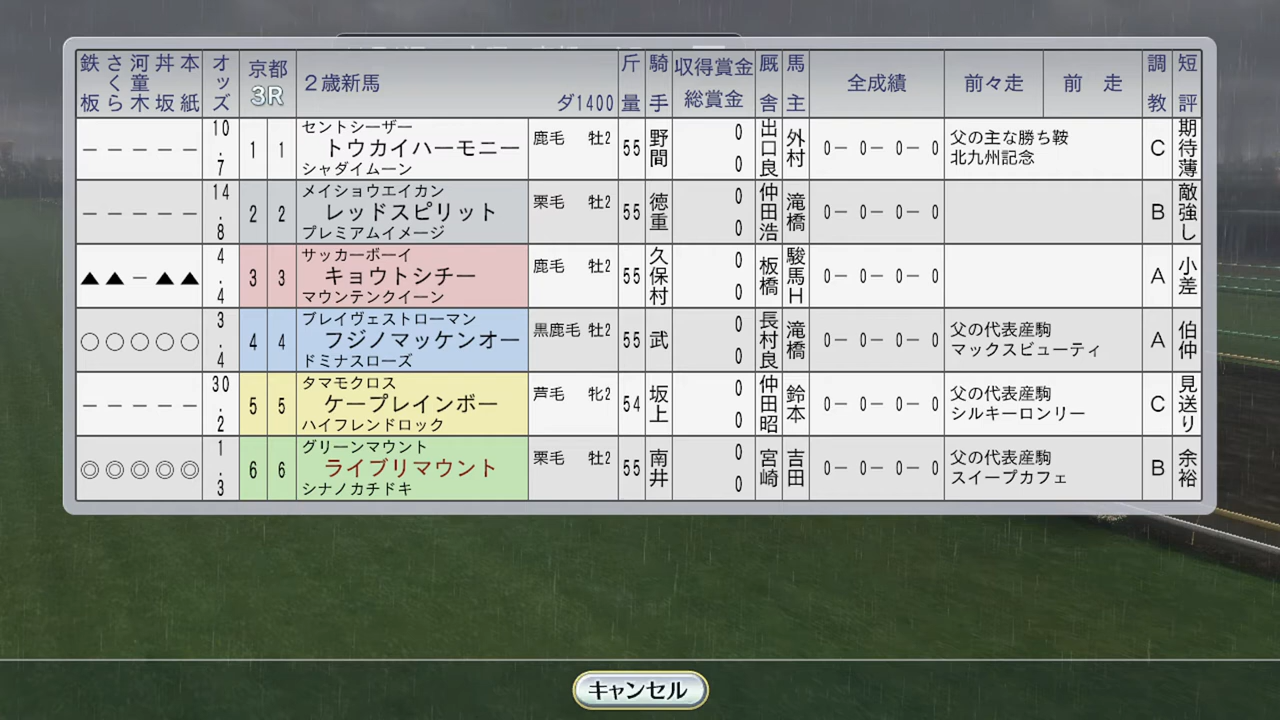 鉄板 さくら 河童木 井坂 本紙 オッズ 京都 3R 2歳新馬 ダ1400 斤量 騎手 収得賞金 総賞金 厩舎 馬主 全成績 前々走 前 走 調教 短評
－ － － － － 10.7 1 1 セントシーザー
トウカイハーモニー
シャダイムーン
鹿毛 牡2 55 野間 0 0 出口良 外村 0－ 0－ 0－ 0 父の主な勝ち鞍
北九州記念
C 期待薄
－ － － － － 14.8 2 2 メイショウエイカン
レッドスピリット
プレミアムイメージ
栗毛 牡2 55 徳重 0 0 仲田浩 滝橋 0－ 0－ 0－ 0 B 敵強し
▲ ▲ － ▲ ▲ 4.4 3 3 サッカーボーイ
キョウトシチー
マウンテンクイーン
鹿毛 牡2 55 久保村 0 0 板橋 駿馬H 0－ 0－ 0－ 0 A 小差
○ ○ ○ ○ ○ 3.4 4 4 ブレイヴェストローマン
フジノマッケンオー
ドミナスローズ
黒鹿毛 牡2 55 武 0 0 長村良 滝橋 0－ 0－ 0－ 0 父の代表産駒
マックスビューティ
A 伯仲
－ － － － － 30.2 5 5 タマモクロス
ケープレインボー
ハイフレンドロック
芦毛 牝2 54 坂上 0 0 仲田昭 鈴本 0－ 0－ 0－ 0 父の代表産駒
シルキーロンリー
C 見送り
◎ ◎ ◎ ◎ ◎ 1.3 6 6 グリーンマウント
ライブリマウント
シナノカチドキ
栗毛 牡2 55 南井 0 0 宮崎 吉田 0－ 0－ 0－ 0 父の代表産駒
スイープカフェ
B 余裕
キャンセル